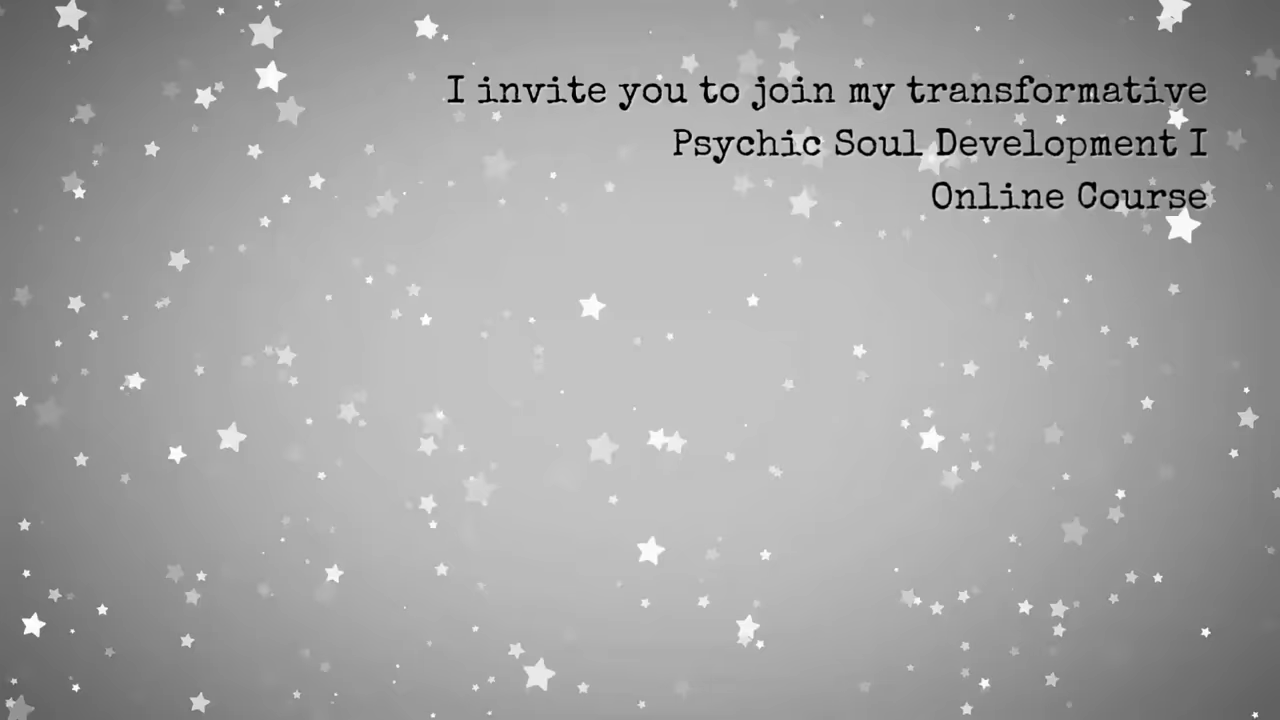 I invite you to join my transformative
Psychic Soul Development I
Online Course